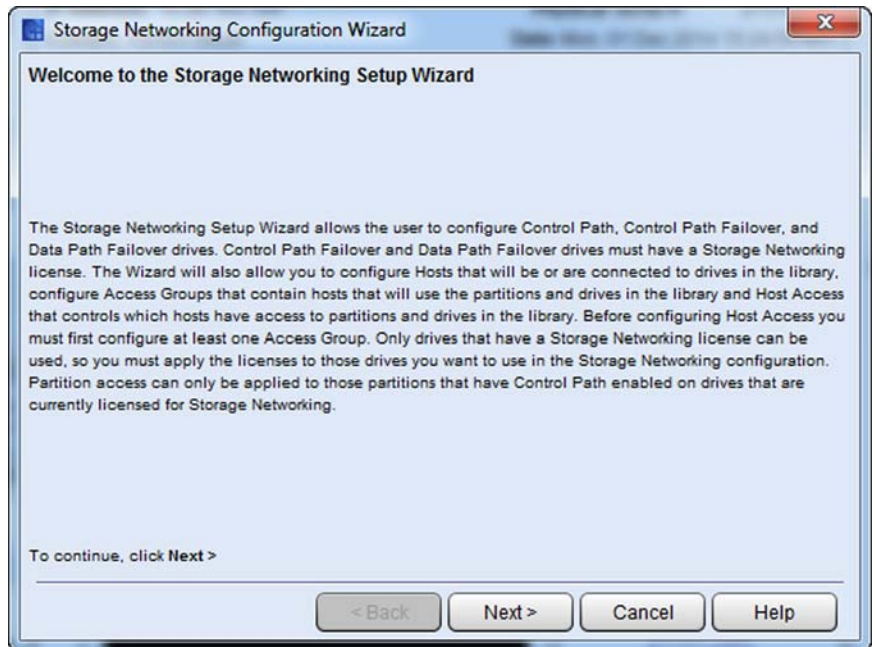 Storage Networking Configuration Wizard
Welcome to the Storage Networking Setup Wizard
The Storage Networking Setup Wizard allows the user to configure Control Path, Control Path Failover, and
Data Path Failover drives. Control Path Failover and Data Path Failover drives must have a Storage Networking
license. The Wizard will also allow you to configure Hosts that will be or are connected to drives in the library,
configure Access Groups that contain hosts that will use the partitions and drives in the library and Host Access
that controls which hosts have access to partitions and drives in the library. Before configuring Host Access you
must first configure at least one Access Group. Only drives that have a Storage Networking license can be
used, so you must apply the licenses to those drives you want to use in the Storage Networking configuration.
Partition access can only be applied to those partitions that have Control Path enabled on drives that are
currently licensed for Storage Networking.
To continue, click Next >
< Back Next > Cancel Help